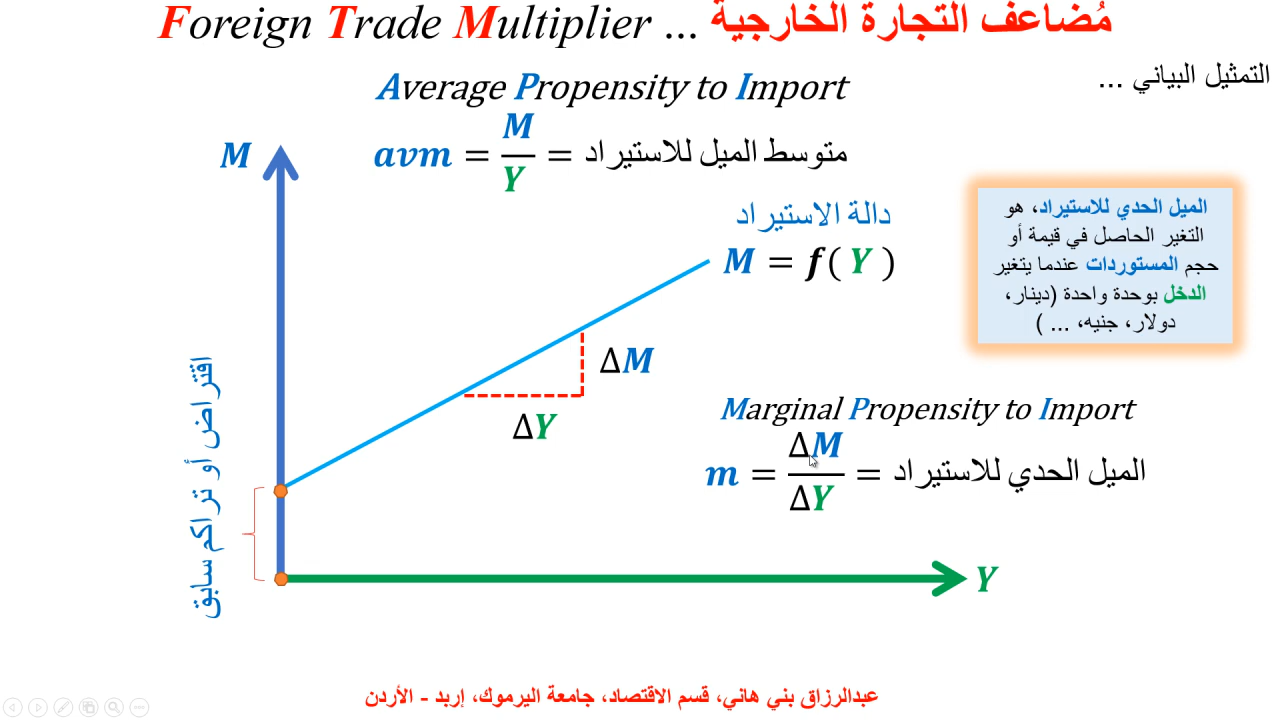 Foreign Trade Multiplier ... مُضاعف التجارة الخارجية
التمثيل البياني ...
Average Propensity to Import
avm = M/Y = متوسط الميل للاستيراد
M
دالة الاستيراد
M = f( Y )
الميل الحدي للاستيراد، هو
التغير الحاصل في قيمة أو
حجم المستوردات عندما يتغير
الدخل بوحدة واحدة (دينار،
دولار، جنيه، ... )
ΔM
ΔY
Marginal Propensity to Import
m = ΔM/ΔY = الميل الحدي للاستيراد
اقتراض أو تراكم سابق
Y
عبدالرزاق بني هاني، قسم الاقتصاد، جامعة اليرموك، إربد - الأردن